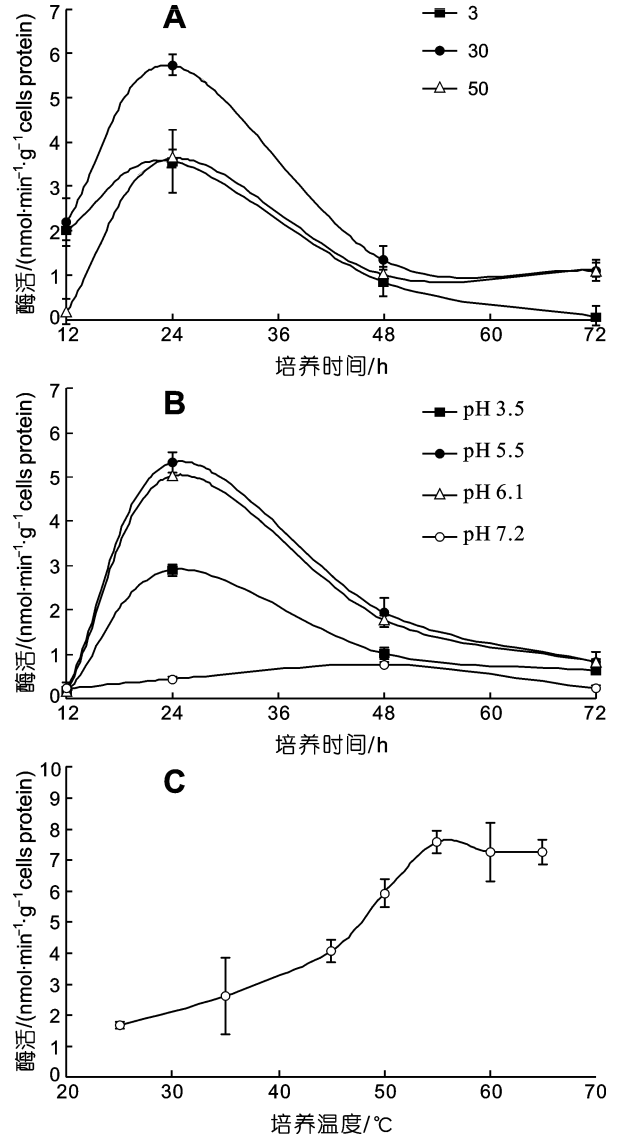 A
7
6
5
4
3
2
1
0
酶活/(nmol·min⁻¹·g⁻¹cells protein)
3
30
50
12 24 36 48 60 72
培养时间/h
B
7
6
5
4
3
2
1
0
酶活/(nmol·min⁻¹·g⁻¹cells protein)
pH 3.5
pH 5.5
pH 6.1
pH 7.2
12 24 36 48 60 72
培养时间/h
C
10
9
8
7
6
5
4
3
2
1
0
酶活/(nmol·min⁻¹·g⁻¹cells protein)
20 30 40 50 60 70
培养温度/℃